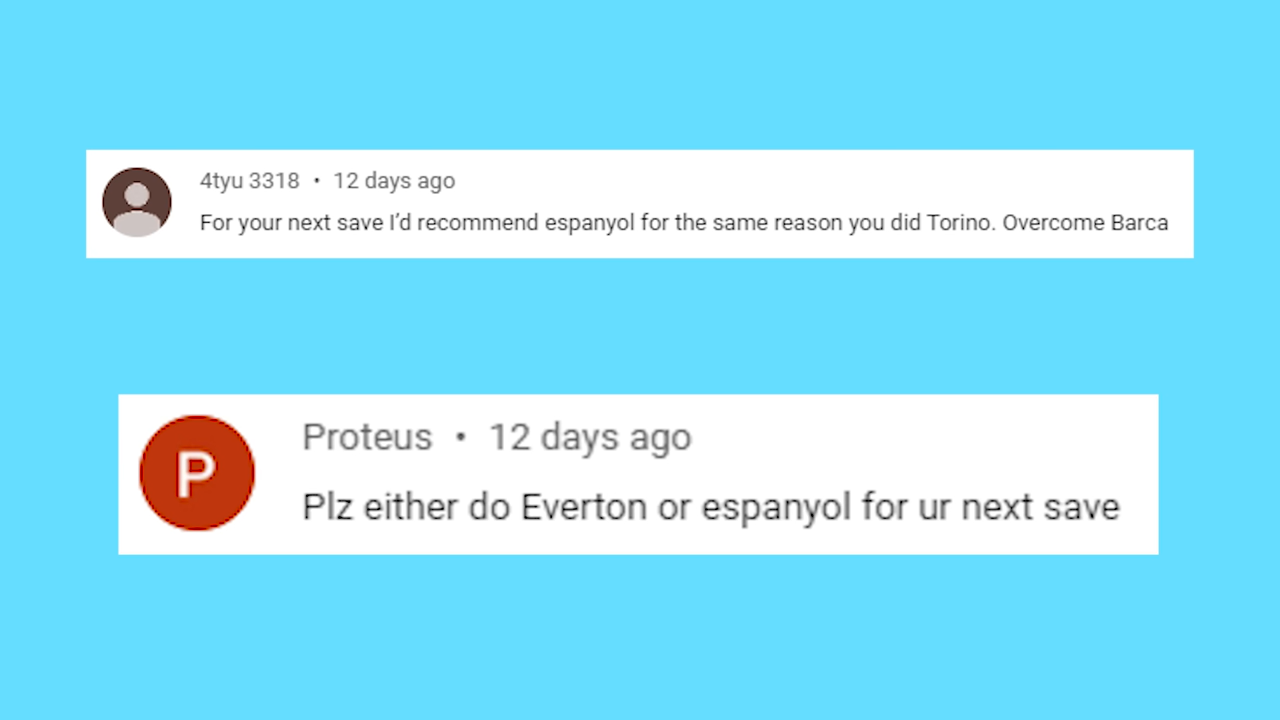 4tyu 3318 • 12 days ago
For your next save I’d recommend espanyol for the same reason you did Torino. Overcome Barca
P
Proteus • 12 days ago
Plz either do Everton or espanyol for ur next save